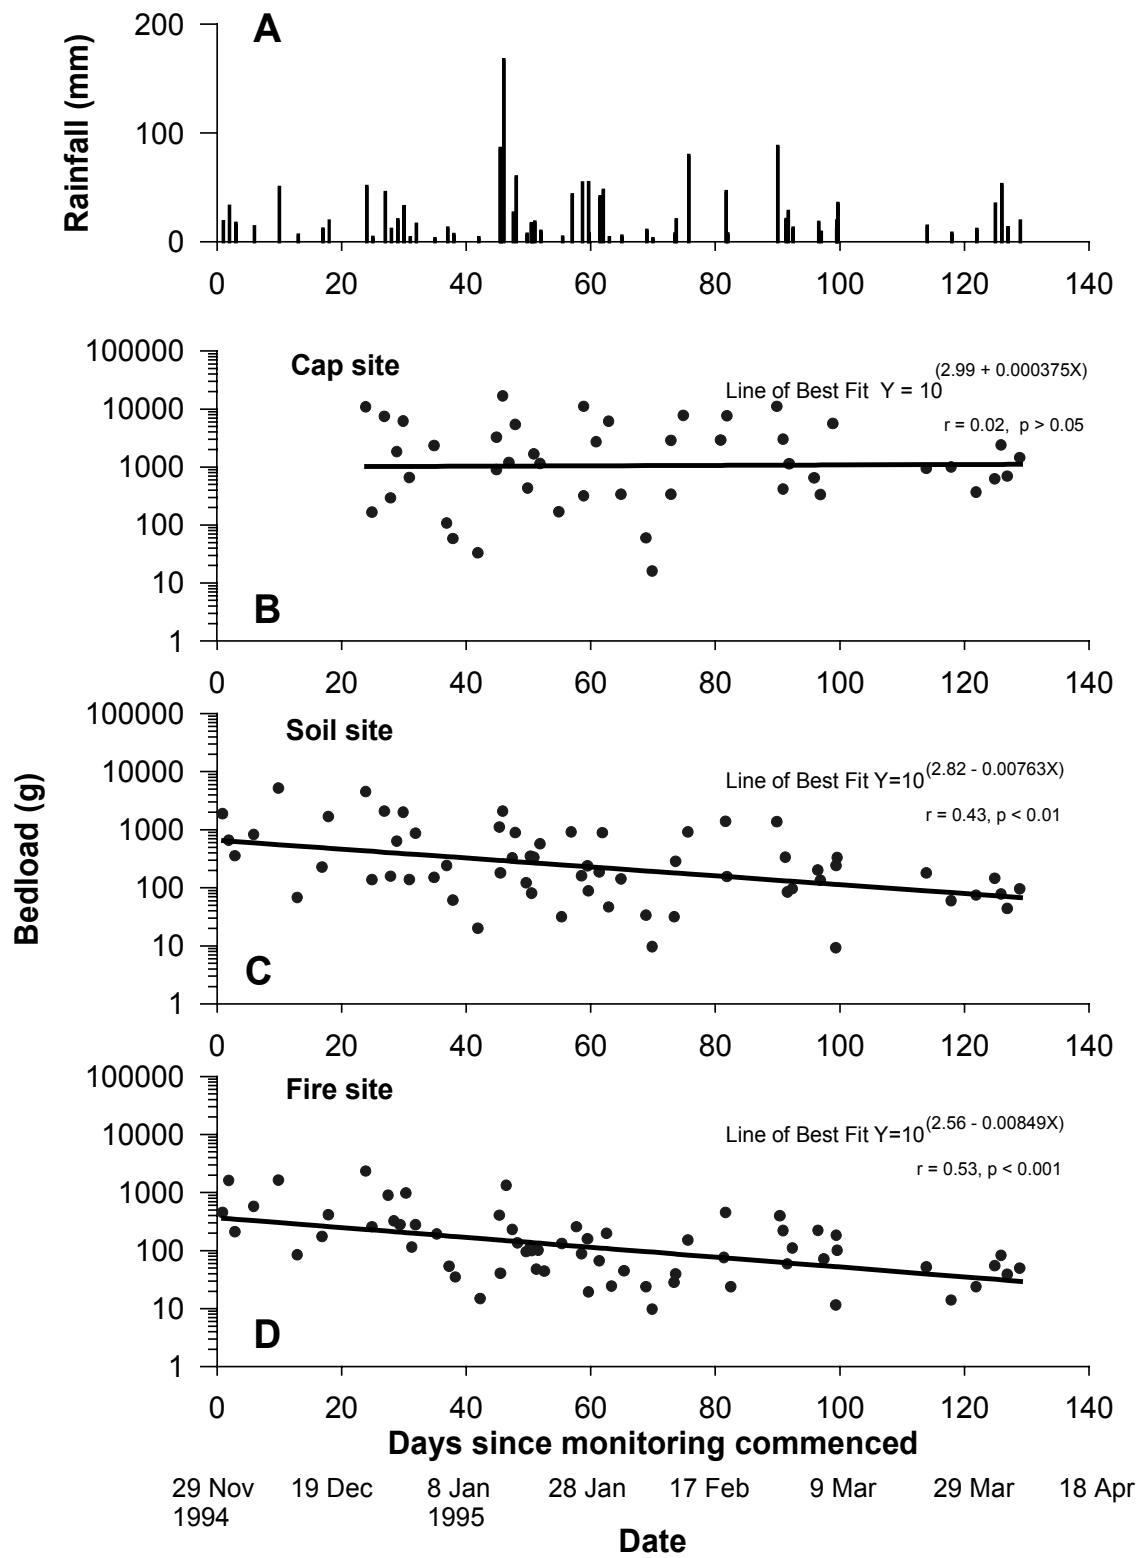 A
200
100
0
Rainfall (mm)
0 20 40 60 80 100 120 140
Cap site
100000
10000
1000
100
10
1
Line of Best Fit Y = 10 (2.99 + 0.000375X)
r = 0.02, p > 0.05
B
0 20 40 60 80 100 120 140
Soil site
100000
10000
1000
100
10
1
Line of Best Fit Y=10 (2.82 - 0.00763X)
r = 0.43, p < 0.01
C
Bedload (g)
0 20 40 60 80 100 120 140
Fire site
100000
10000
1000
100
10
1
Line of Best Fit Y=10 (2.56 - 0.00849X)
r = 0.53, p < 0.001
D
0 20 40 60 80 100 120 140
Days since monitoring commenced
29 Nov 19 Dec 8 Jan 28 Jan 17 Feb 9 Mar 29 Mar 18 Apr
1994 1995
Date